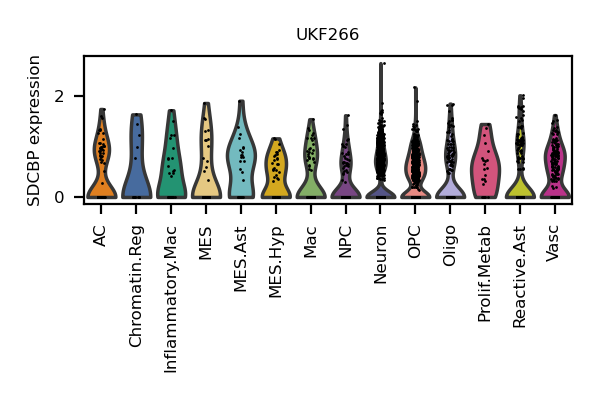 UKF266
SDCBP expression
2
0
AC
Chromatin.Reg
Inflammatory.Mac
MES
MES.Ast
MES.Hyp
Mac
NPC
Neuron
OPC
Oligo
Prolif.Metab
Reactive.Ast
Vasc